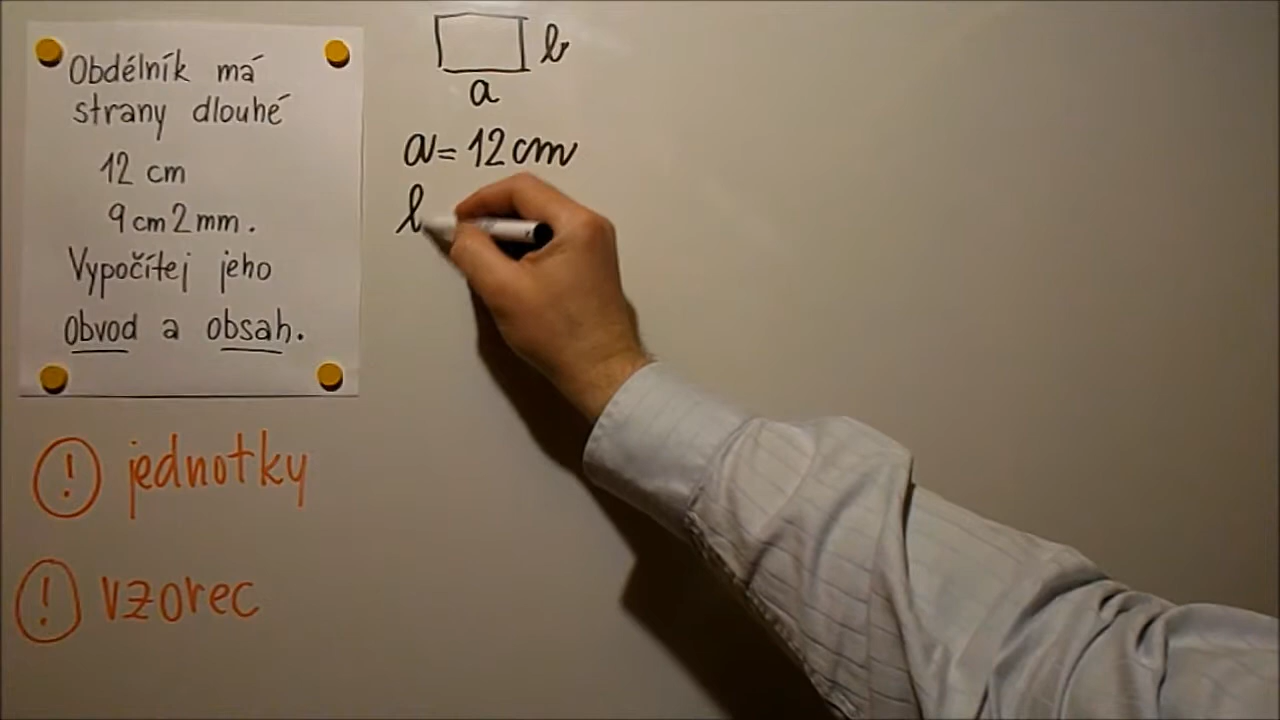 Obdélník má
strany dlouhé
12 cm
9 cm 2 mm.
Vypočítej jeho
obvod a obsah.
! jednotky
! vzorec
b
a
a = 12 cm
b